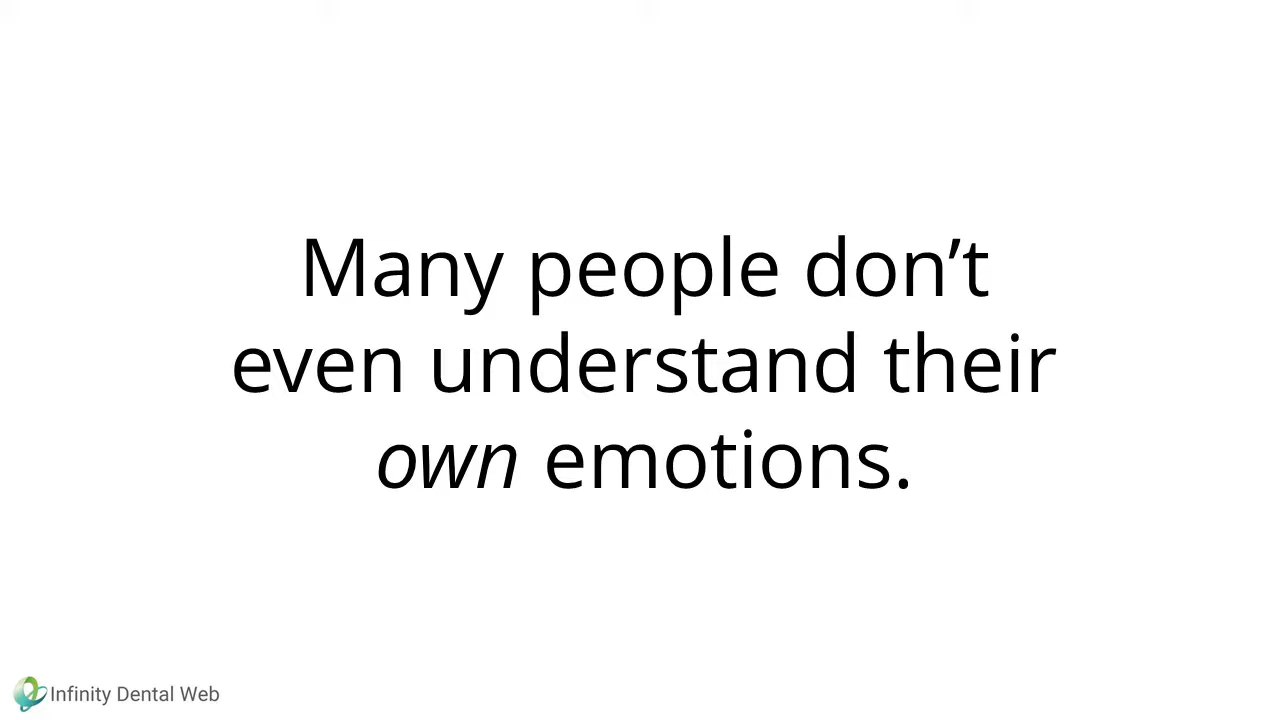 Many people don’t
even understand their
own emotions.
Infinity Dental Web